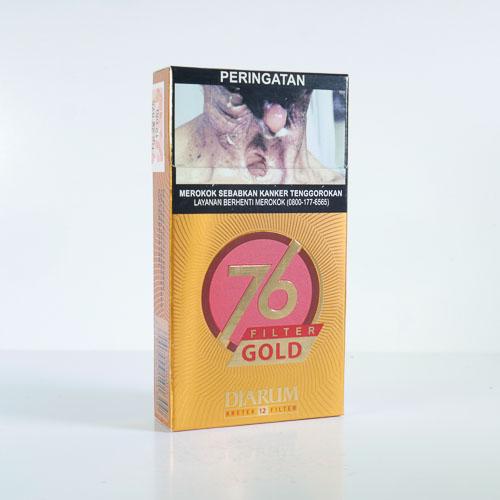 PERINGATAN
MEROKOK SEBABKAN KANKER TENGGOROKAN
LAYANAN BERHENTI MEROKOK (0800-177-6565)
76
FILTER
GOLD
DJARUM
KRETEK 12 FILTER